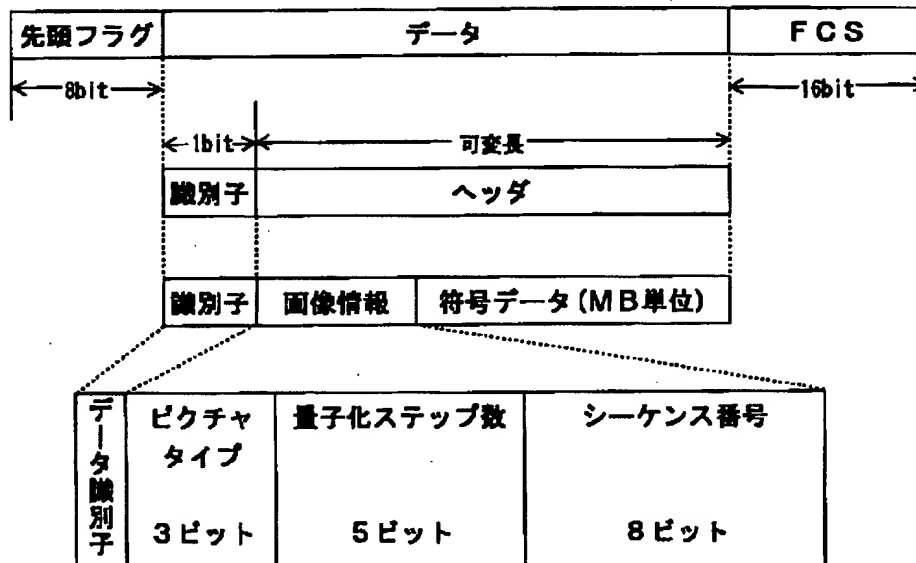 先頭フラグ データ FCS
8bit 16bit
1bit 可変長
識別子 ヘッダ
識別子 画像情報 符号データ(MB単位)
データ識別子 ピクチャタイプ 3ビット 量子化ステップ数 5ビット シーケンス番号 8ビット